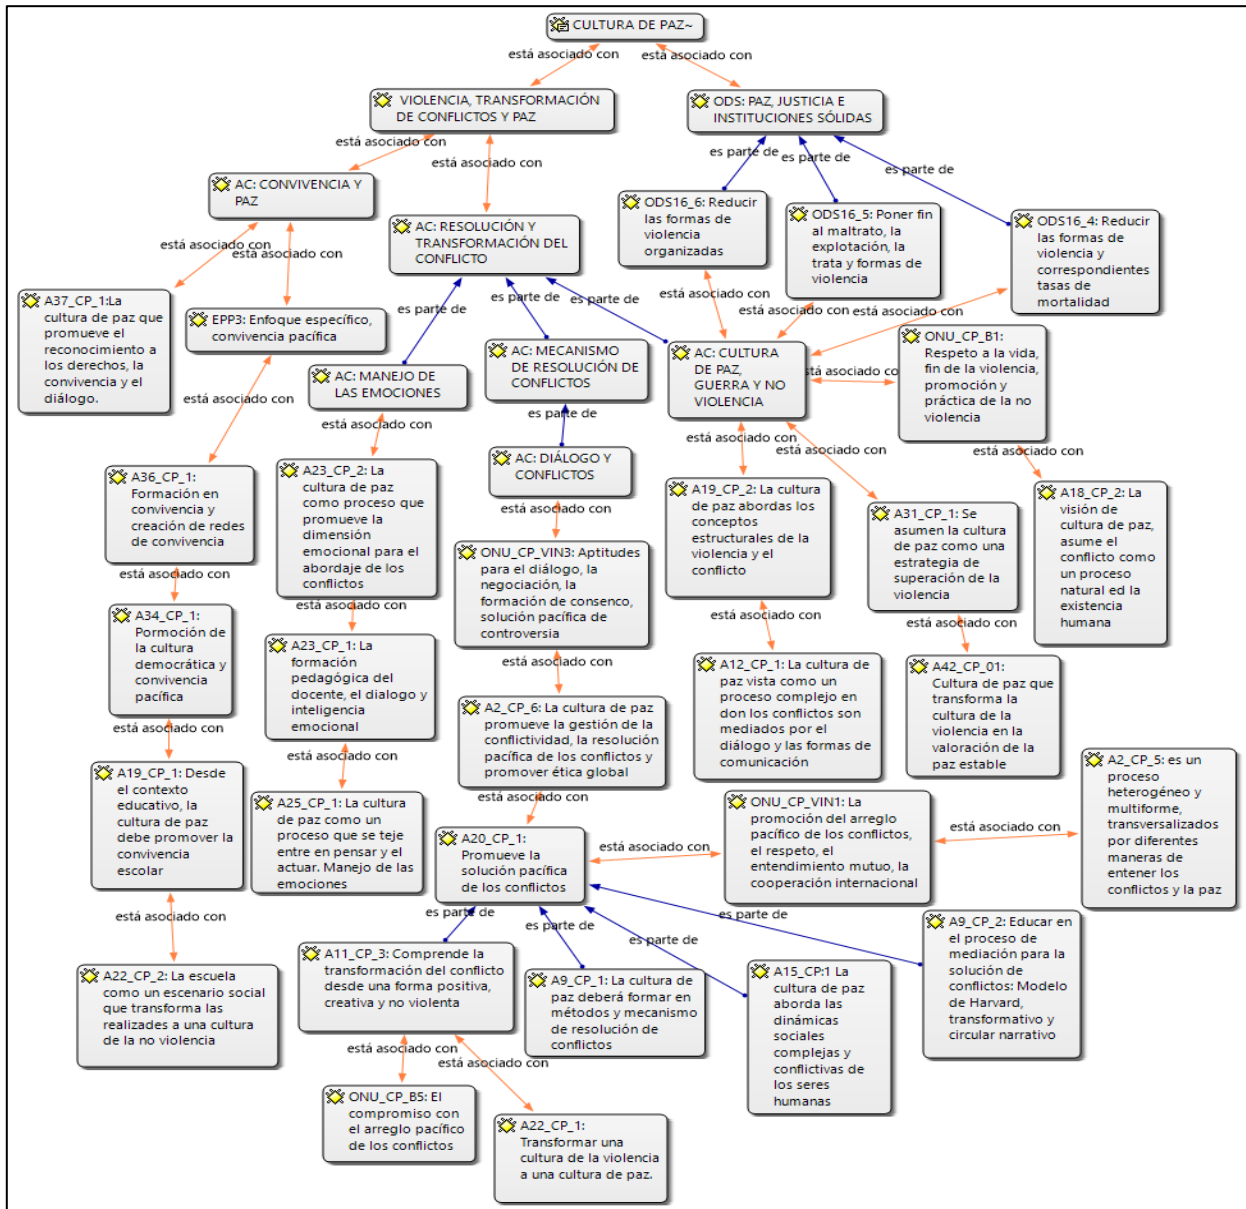 CULTURA DE PAZ~
está asociado con
está asociado con
VIOLENCIA, TRANSFORMACIÓN
DE CONFLICTOS Y PAZ
ODS: PAZ, JUSTICIA E
INSTITUCIONES SÓLIDAS
está asociado con
está asociado con
es parte de
es parte de
es parte de
AC: CONVIVENCIA Y
PAZ
AC: RESOLUCIÓN Y
TRANSFORMACIÓN DEL
CONFLICTO
ODS16_6: Reducir
las formas de
violencia
organizadas
ODS16_5: Poner fin
al maltrato, la
explotación, la
trata y formas de
violencia
ODS16_4: Reducir
las formas de
violencia y
correspondientes
tasas de
mortalidad
está asociado con
está asociado con
es parte de
es parte de
es parte de
está asociado con
está asociado con
está asociado con
A37_CP_1:La
cultura de paz que
promueve el
reconocimiento a
los derechos, la
convivencia y el
diálogo.
EPP3: Enfoque específico,
convivencia pacífica
AC: MANEJO DE
LAS EMOCIONES
AC: MECANISMO
DE RESOLUCIÓN DE
CONFLICTOS
AC: CULTURA
DE PAZ,
GUERRA Y NO
VIOLENCIA
ONU_CP_B1:
Respeto a la vida,
fin de la violencia,
promoción y
práctica de la no
violencia
está asociado con
está asociado con
está asociado con
es parte de
está asociado con
está asociado con
está asociado con
A36_CP_1:
Formación en
convivencia y
creación de redes
de convivencia
A23_CP_2: La
cultura de paz
como proceso que
promueve la
dimensión
emocional para el
abordaje de los
conflictos
AC: DIÁLOGO Y
CONFLICTOS
A19_CP_2: La cultura
de paz abordas los
conceptos
estructurales de la
violencia y el
conflicto
A31_CP_1: Se
asumen la cultura
de paz como una
estrategia de
superación de la
violencia
A18_CP_2: La
visión de
cultura de paz,
asume el
conflicto como
un proceso
natural ed la
existencia
humana
está asociado con
está asociado con
está asociado con
está asociado con
está asociado con
ONU_CP_VIN3: Aptitudes
para el diálogo, la
negociación, la
formación de consenco,
solución pacífica de
controversia
A34_CP_1:
Pormoción de
la cultura
democrática y
convivencia
pacífica
A23_CP_1: La
formación
pedagógica del
docente, el dialogo y
inteligencia
emocional
A12_CP_1: La cultura de
paz vista como un
proceso complejo en
don los conflictos son
mediados por el
diálogo y las formas de
comunicación
A42_CP_01:
Cultura de paz que
transforma la
cultura de la
violencia en la
valoración de la
paz estable
está asociado con
está asociado con
está asociado con
A2_CP_6: La cultura de paz
promueve la gestión de la
conflictividad, la resolución
pacífica de los conflictos y
promover ética global
A19_CP_1: Desde
el contexto
educativo, la
cultura de paz
debe promover la
convivencia
escolar
A25_CP_1: La cultura
de paz como un
proceso que se teje
entre en pensar y el
actuar. Manejo de las
emociones
ONU_CP_VIN1: La
promoción del arreglo
pacífico de los conflictos,
el respeto, el
entendimiento mutuo, la
cooperación internacional
A2_CP_5: es un
proceso
heterogéneo y
multiforme,
transversalizados
por diferentes
maneras de
entener los
conflictos y la paz
está asociado con
está asociado con
A20_CP_1:
Promueve la
solución pacífica
de los conflictos
está asociado con
es parte de
es parte de
es parte de
es parte de
A22_CP_2: La escuela
como un escenario social
que transforma las
realizades a una cultura
de la no violencia
A11_CP_3: Comprende la
transformación del conflicto
desde una forma positiva,
creativa y no violenta
A9_CP_1: La cultura de
paz deberá formar en
métodos y mecanismo
de resolución de
conflictos
A15_CP:1 La
cultura de paz
aborda las
dinámicas
sociales
complejas y
conflictivas de
los seres
humanas
A9_CP_2: Educar en
el proceso de
mediación para la
solución de
conflictos: Modelo de
Harvard,
transformativo y
circular narrativo
está asociado con
está asociado con
ONU_CP_B5: El
compromiso con
el arreglo pacífico
de los conflictos
A22_CP_1:
Transformar una
cultura de la violencia
a una cultura de paz.